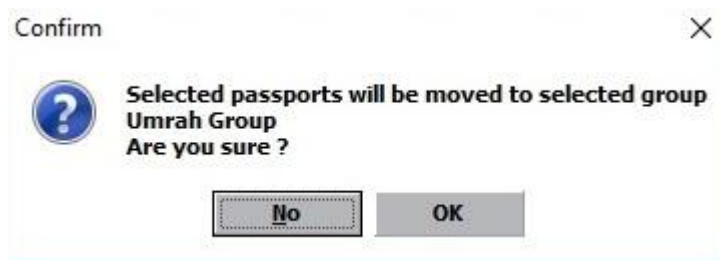 Confirm
Selected passports will be moved to selected group
Umrah Group
Are you sure ?
No
OK